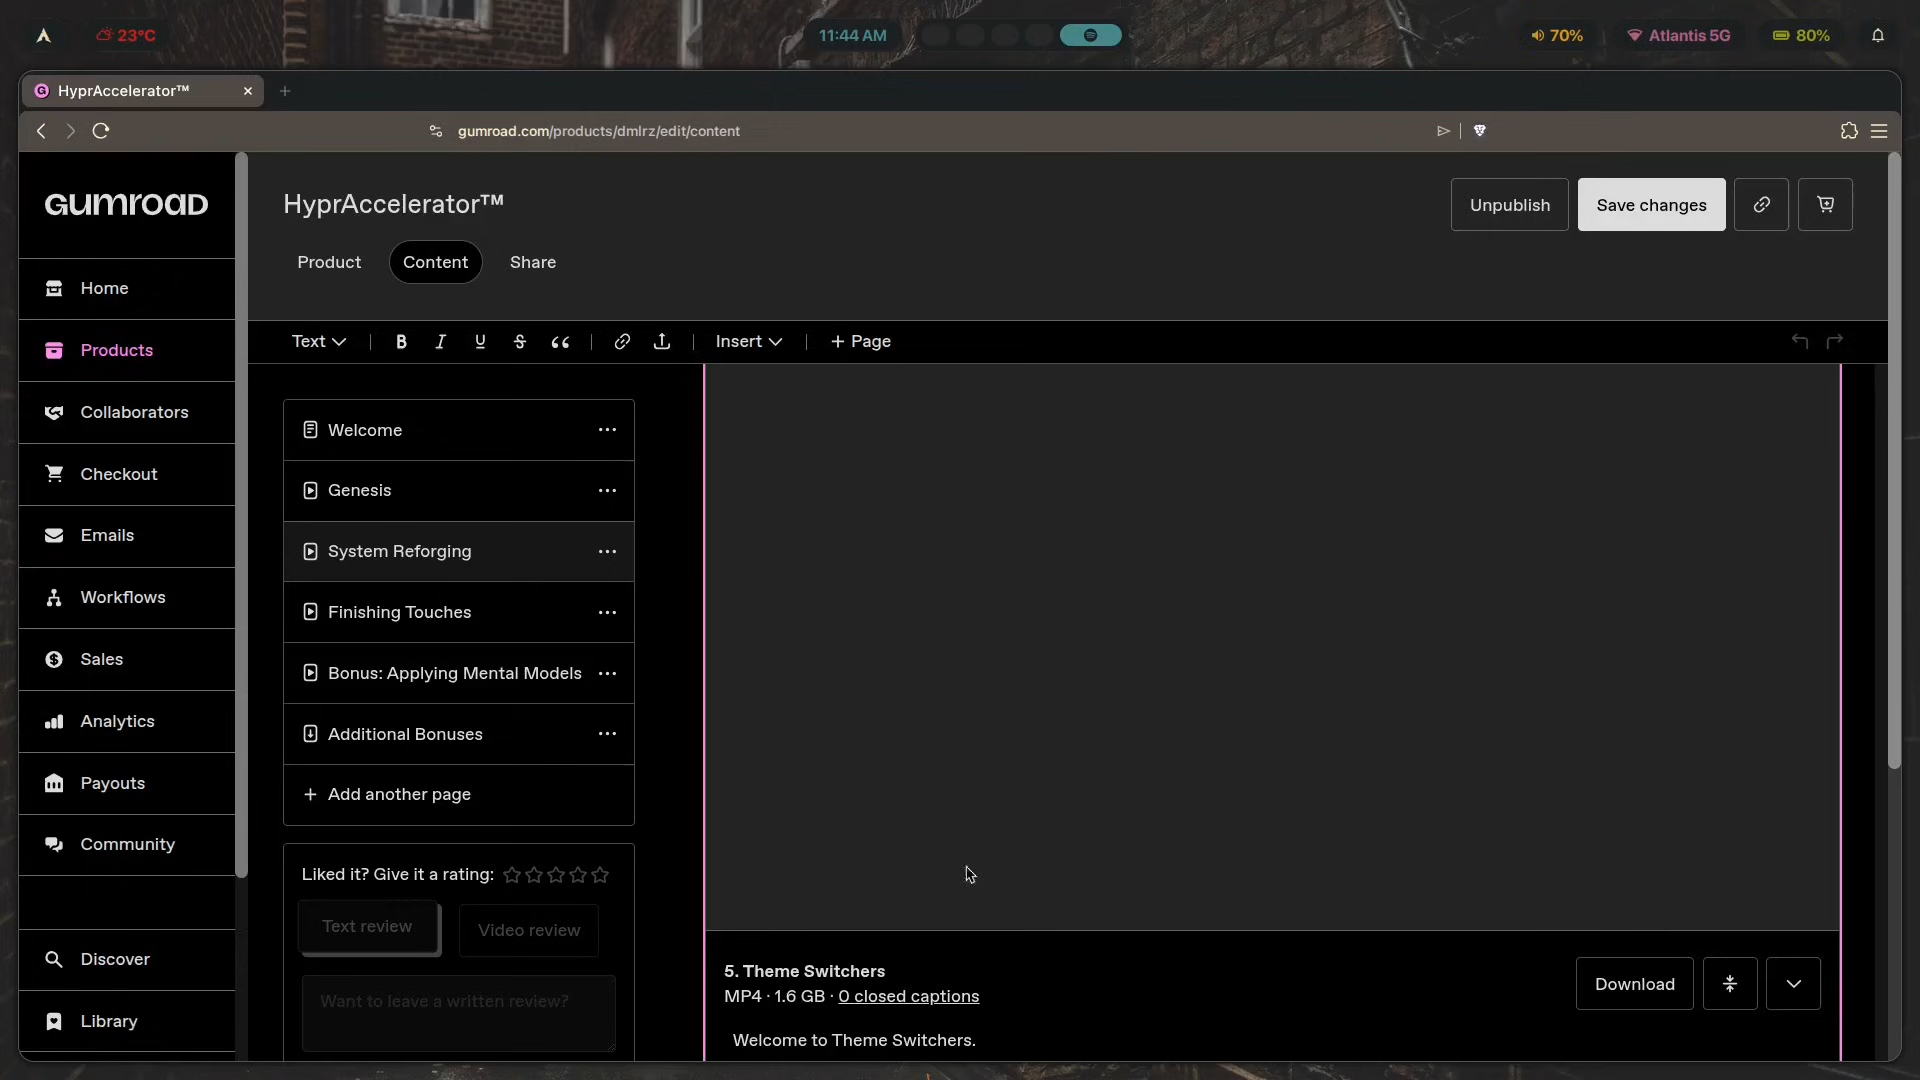 23°C
11:44 AM
70%
Atlantis 5G
80%
G HyprAccelerator™
gumroad.com/products/dmlrz/edit/content
GUMROAD
HyprAccelerator™
Unpublish
Save changes
Product
Content
Share
Home
Products
Collaborators
Checkout
Emails
Workflows
Sales
Analytics
Payouts
Community
Discover
Library
Text
B I U S
Insert
+ Page
Welcome
Genesis
System Reforging
Finishing Touches
Bonus: Applying Mental Models
Additional Bonuses
+ Add another page
Liked it? Give it a rating:
Text review
Video review
Want to leave a written review?
5. Theme Switchers
MP4 · 1.6 GB · 0 closed captions
Download
Welcome to Theme Switchers.